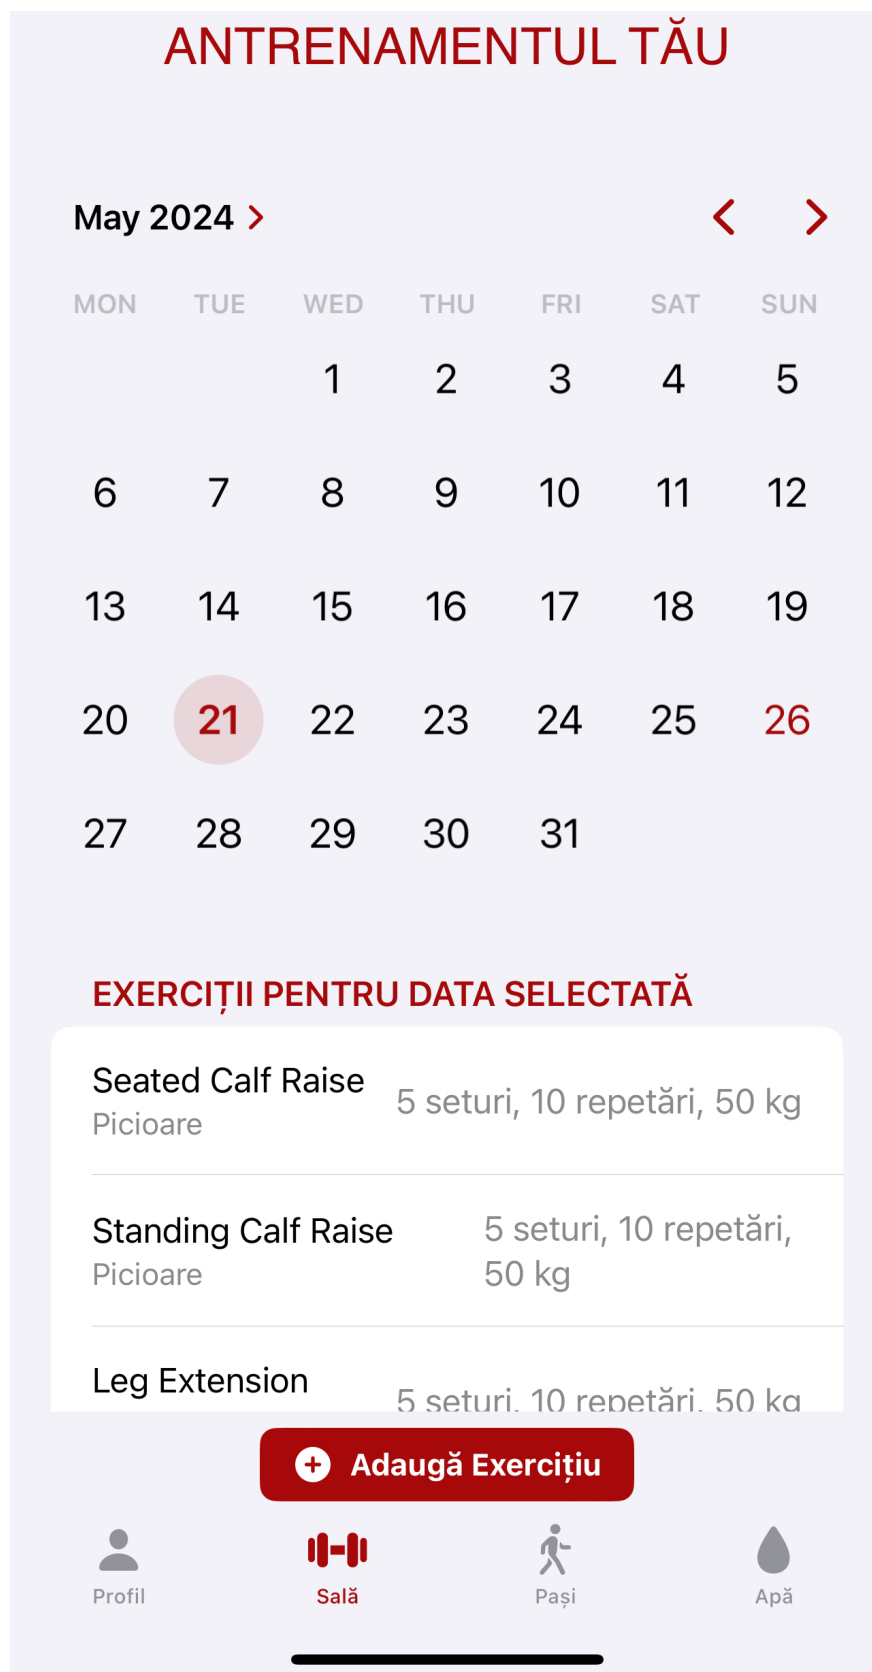 ANTRENAMENTUL TĂU
May 2024
MON TUE WED THU FRI SAT SUN
1 2 3 4 5
6 7 8 9 10 11 12
13 14 15 16 17 18 19
20 21 22 23 24 25 26
27 28 29 30 31
EXERCIȚII PENTRU DATA SELECTATĂ
Seated Calf Raise
Picioare
5 seturi, 10 repetări, 50 kg
Standing Calf Raise
Picioare
5 seturi, 10 repetări,
50 kg
Leg Extension
5 seturi, 10 repetări, 50 kg
Adaugă Exercițiu
Profil Sală Pași Apă